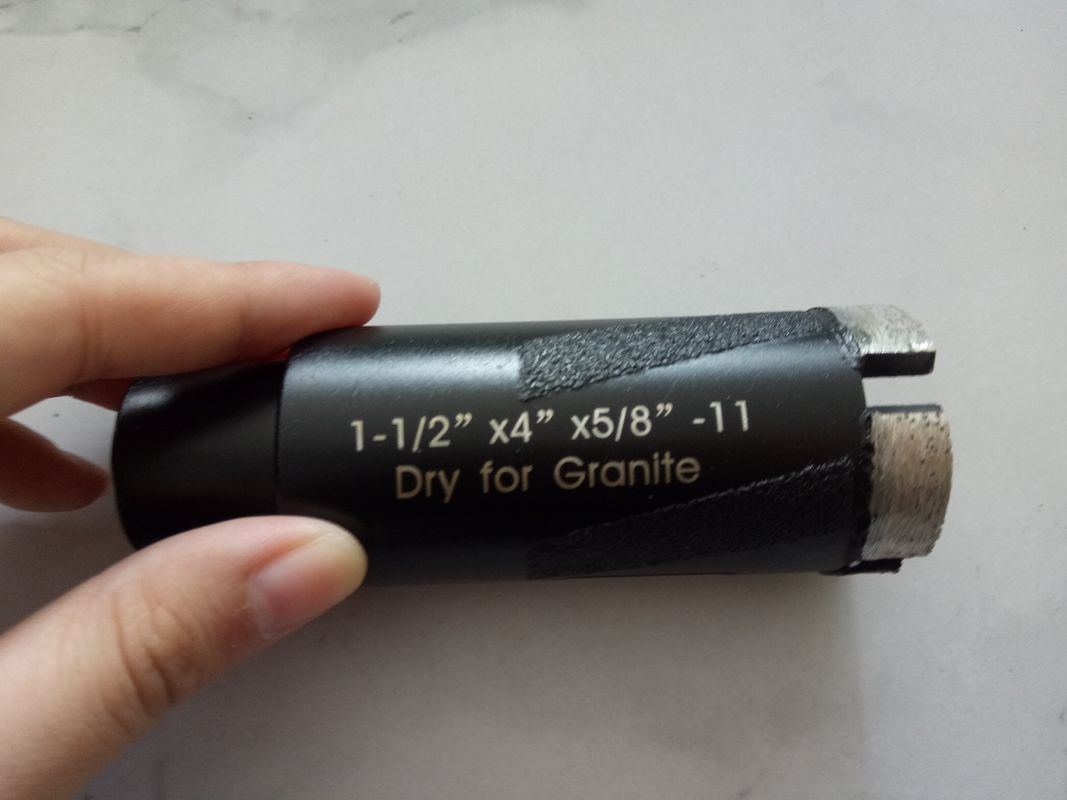 1-1/2” x4” x5/8” -11
Dry for Granite